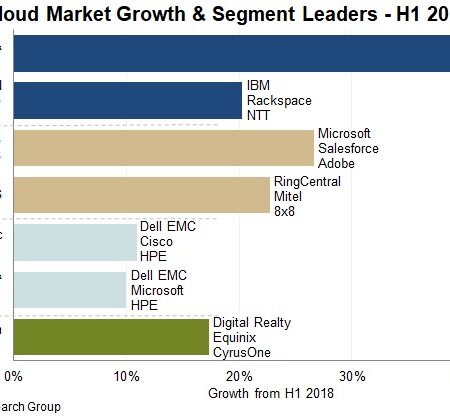 loud Market Growth & Segment Leaders - H1 20
IBM
Rackspace
NTT
Microsoft
Salesforce
Adobe
RingCentral
Mitel
8x8
Dell EMC
Cisco
HPE
Dell EMC
Microsoft
HPE
Digital Realty
Equinix
CyrusOne
0% 10% 20% 30%
Growth from H1 2018
arch Group